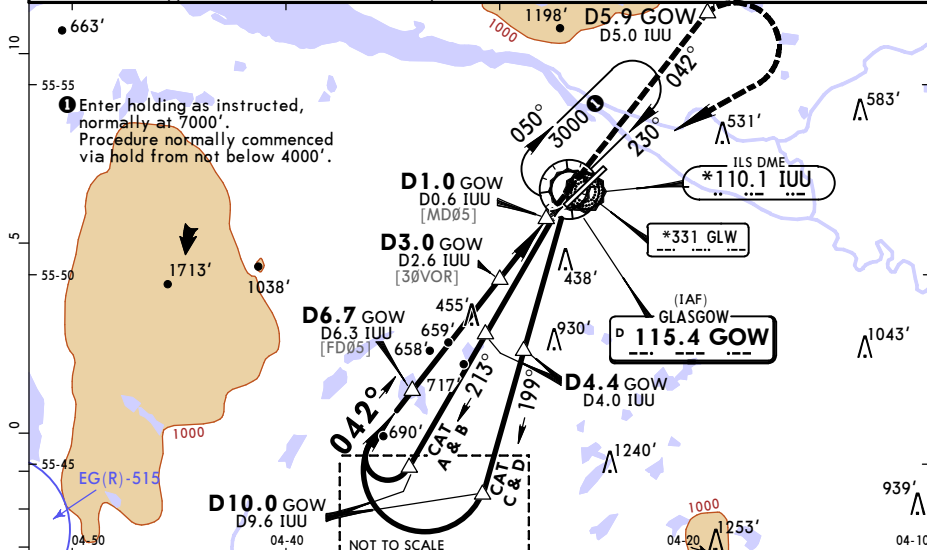 663'
1198'
1000
D5.9 GOW
D5.0 IUU
10
55-55
❶ Enter holding as instructed,
normally at 7000'.
Procedure normally commenced
via hold from not below 4000'.
050°
3000 ❶
042°
230°
531'
583'
ILS DME
*110.1 IUU
D1.0 GOW
D0.6 IUU
[MD05]
*331 GLW
5
55-50
1713'
1038'
D3.0 GOW
D2.6 IUU
[30VOR]
438'
(IAF)
GLASGOW
D 115.4 GOW
455'
D6.7 GOW
D6.3 IUU
[FD05]
659'
658'
930'
1043'
717'
213°
199°
D4.4 GOW
D4.0 IUU
042°
690'
CAT
A & B
CAT
C & D
0
1000
55-45
1240'
EG(R)-515
939'
D10.0 GOW
D9.6 IUU
1000
1253'
NOT TO SCALE
04-50
04-40
04-20
04-10